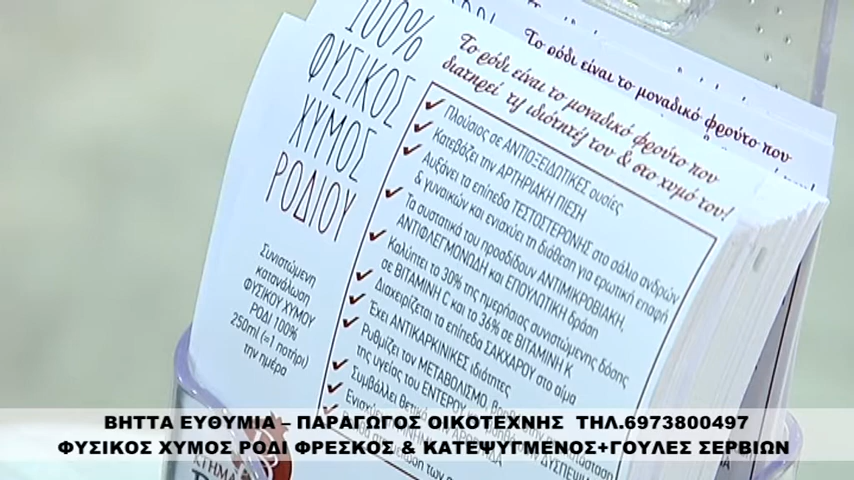 100%
ΦΥΣΙΚΟΣ
ΧΥΜΟΣ
ΡΟΔΙΟΥ
Συνιστώμενη
κατανάλωση
ΦΥΣΙΚΟΥ ΧΥΜΟΥ
ΡΟΔΙ 100%
250ml (=1 ποτήρι)
την ημέρα
Το ρόδι είναι το μοναδικό φρούτο που
διατηρεί τις ιδιότητές του & στο χυμό του!
Πλούσιος σε ΑΝΤΙΟΞΕΙΔΩΤΙΚΕΣ ουσίες
Κατεβάζει την ΑΡΤΗΡΙΑΚΗ ΠΙΕΣΗ
Αυξάνει τα επίπεδα ΤΕΣΤΟΣΤΕΡΟΝΗΣ στο σάλιο ανδρών
& γυναικών και ενισχύει τη διάθεση για ερωτική επαφή
Τα συστατικά του προσδίδουν ΑΝΤΙΜΙΚΡΟΒΙΑΚΗ,
ΑΝΤΙΦΛΕΓΜΟΝΩΔΗ και ΕΠΟΥΛΩΤΙΚΗ δράση
Καλύπτει το 30% της ημερήσιας συνιστώμενης δόσης
σε ΒΙΤΑΜΙΝΗ C και το 36% σε ΒΙΤΑΜΙΝΗ Κ
Διαχειρίζεται τα επίπεδα ΣΑΚΧΑΡΟΥ στο αίμα
Έχει ΑΝΤΙΚΑΡΚΙΝΙΚΕΣ ιδιότητες
Ρυθμίζει τον ΜΕΤΑΒΟΛΙΣΜΟ,
της υγείας του ΕΝΤΕΡΟΥ
Συμβάλλει
Το ρόδι είναι το μοναδικό φρούτο που
ΚΤΗΜΑ
ΒΗΤΤΑ ΕΥΘΥΜΙΑ – ΠΑΡΑΓΩΓΟΣ ΟΙΚΟΤΕΧΝΗΣ ΤΗΛ.6973800497
ΦΥΣΙΚΟΣ ΧΥΜΟΣ ΡΟΔΙ ΦΡΕΣΚΟΣ & ΚΑΤΕΨΥΓΜΕΝΟΣ+ΓΟΥΛΕΣ ΣΕΡΒΙΩΝ